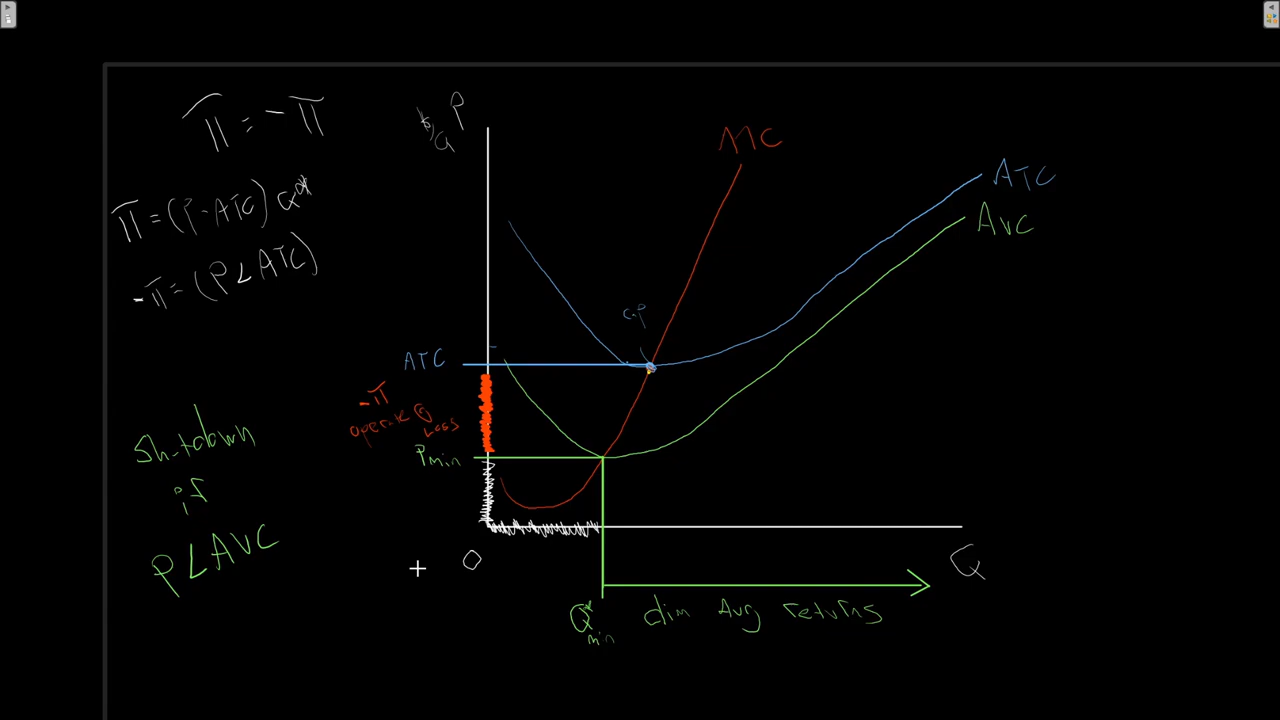 π = -π
π = (P-ATC) Q*
-π = (P<ATC)
Shutdown
if
P<AVC
P
MC
ATC
AVC
ATC
-π
operate @
Loss
Pmin
0
Q
Q*min
dim Avg returns